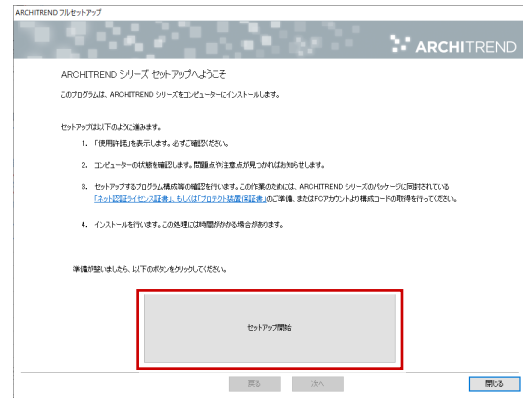 ARCHITREND フルセットアップ
ARCHITREND
ARCHITREND シリーズ セットアップへようこそ
このプログラムは、ARCHITREND シリーズをコンピューターにインストールします。
セットアップは以下のように進みます。
1. 「使用許諾」を表示します。必ずご確認ください。
2. コンピューターの状態を確認します。問題点や注意点が見つかればお知らせします。
3. セットアップするプログラム構成等の確認を行います。この作業のためには、ARCHITREND シリーズのパッケージに同封されている
「ネット認証ライセンス証書」、もしくは「プロテクト装置保証書」のご準備、またはFCアカウントより構成コードの取得を行ってください。
4. インストールを行います。この処理には時間がかかる場合があります。
準備が整いましたら、以下のボタンをクリックしてください。
セットアップ開始
戻る 次へ 閉じる